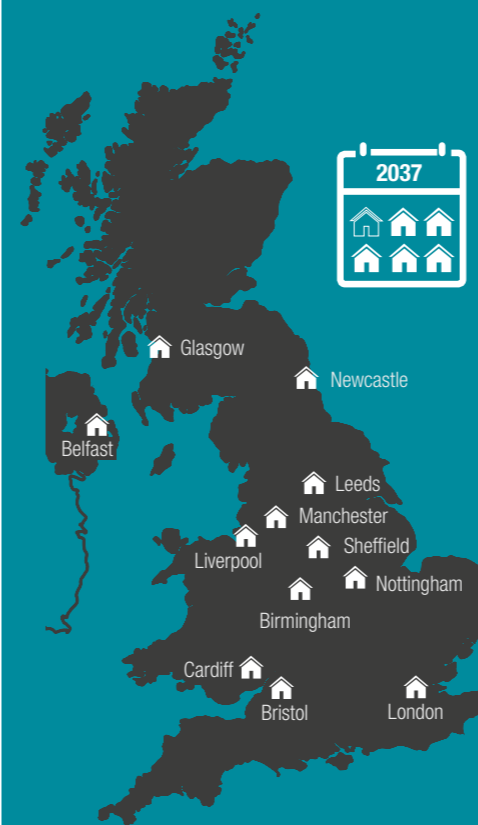 2037
Glasgow
Newcastle
Belfast
Leeds
Manchester
Sheffield
Liverpool
Nottingham
Birmingham
Cardiff
Bristol
London